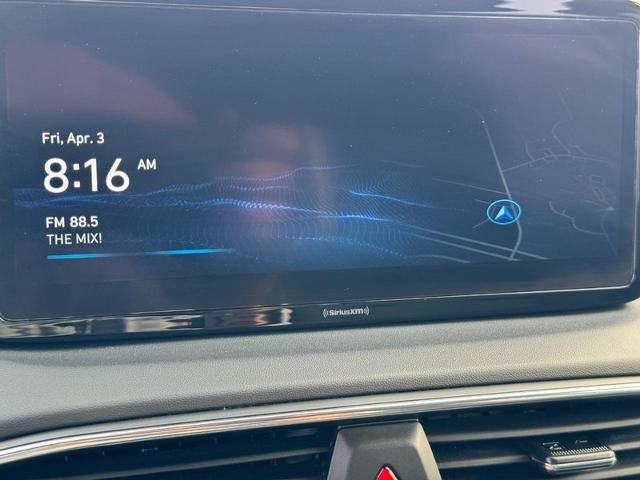 Fri, Apr. 3
8:16 AM
FM 88.5
THE MIX!
((SiriusXM))